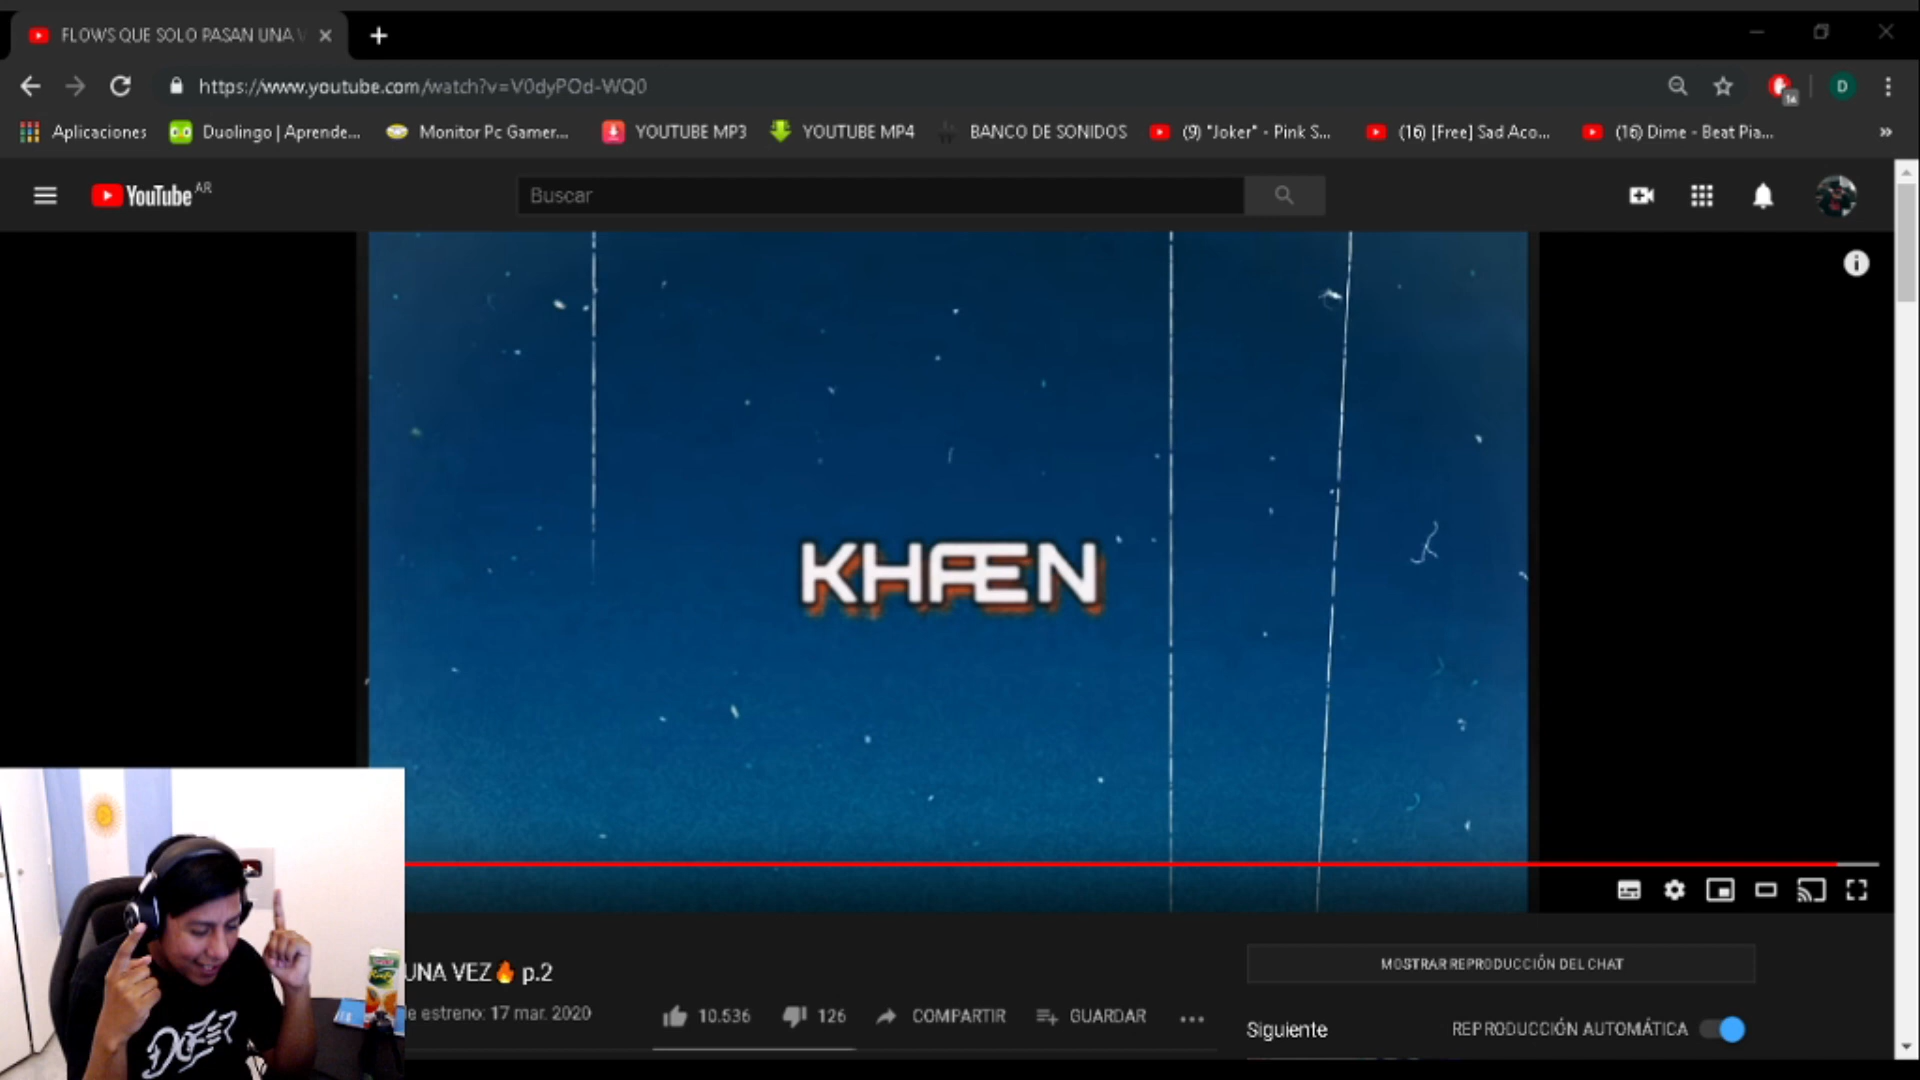 FLOWS QUE SOLO PASAN UNA V
https://www.youtube.com/watch?v=V0dyPOd-WQ0
14
D
Aplicaciones
Duolingo | Aprende...
Monitor Pc Gamer...
YOUTUBE MP3
YOUTUBE MP4
BANCO DE SONIDOS
(9) "Joker" - Pink S...
(16) [Free] Sad Aco...
(16) Dime - Beat Pia...
»
YouTube AR
Buscar
KHÆN
UNA VEZ🔥 p.2
e estreno: 17 mar. 2020
10.536
126
COMPARTIR
GUARDAR
MOSTRAR REPRODUCCIÓN DEL CHAT
Siguiente
REPRODUCCIÓN AUTOMÁTICA